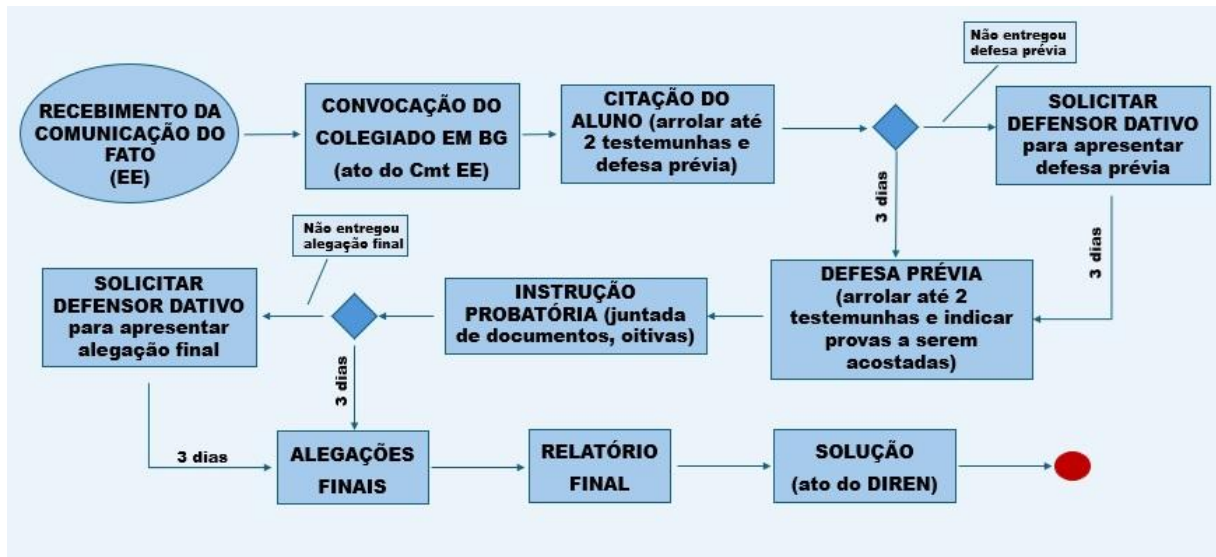 RECEBIMENTO DA
COMUNICAÇÃO DO
FATO
(EE)
CONVOCAÇÃO DO
COLEGIADO EM BG
(ato do Cmt EE)
CITAÇÃO DO
ALUNO (arrolar até
2 testemunhas e
defesa prévia)
Não entregou
defesa prévia
SOLICITAR
DEFENSOR DATIVO
para apresentar
defesa prévia
3 dias
3 dias
DEFESA PRÉVIA
(arrolar até 2
testemunhas e indicar
provas a serem
acostadas)
INSTRUÇÃO
PROBATÓRIA (juntada
de documentos, oitivas)
Não entregou
alegação final
SOLICITAR
DEFENSOR DATIVO
para apresentar
alegação final
3 dias
3 dias
ALEGAÇÕES
FINAIS
RELATÓRIO
FINAL
SOLUÇÃO
(ato do DIREN)